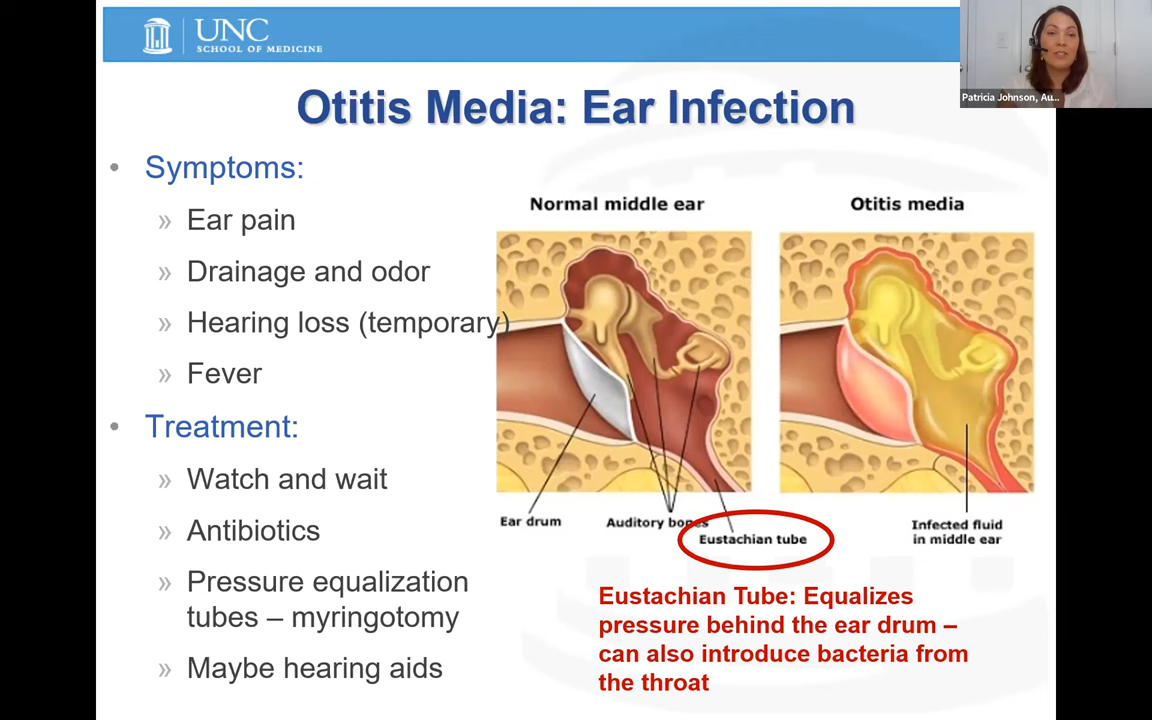 UNC
SCHOOL OF MEDICINE
Patricia Johnson, Au...
Otitis Media: Ear Infection
• Symptoms:
» Ear pain
» Drainage and odor
» Hearing loss (temporary)
» Fever
• Treatment:
» Watch and wait
» Antibiotics
» Pressure equalization
tubes – myringotomy
» Maybe hearing aids
Normal middle ear
Otitis media
Ear drum
Auditory bones
Eustachian tube
Infected fluid
in middle ear
Eustachian Tube: Equalizes
pressure behind the ear drum –
can also introduce bacteria from
the throat